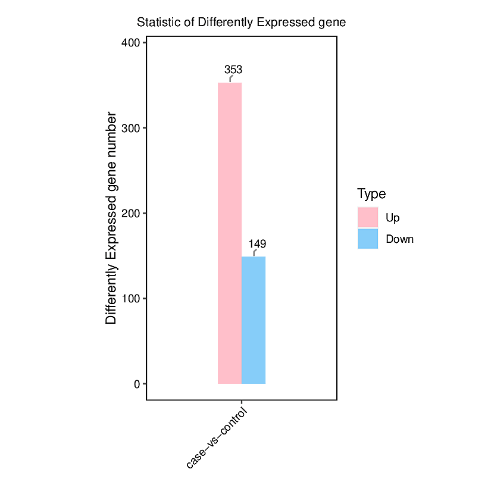 Statistic of Differently Expressed gene
Differently Expressed gene number
400
300
200
100
0
353
149
case-vs-control
Type
Up
Down